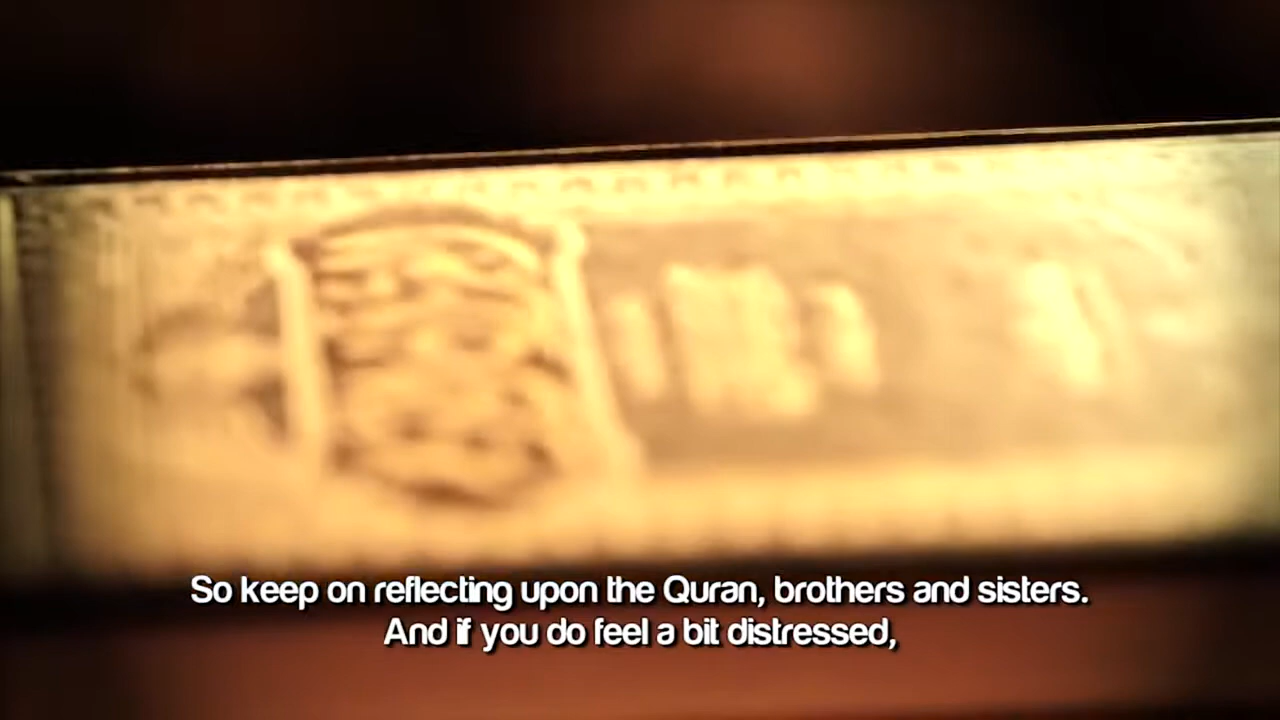 So keep on reflecting upon the Quran, brothers and sisters.
And if you do feel a bit distressed,